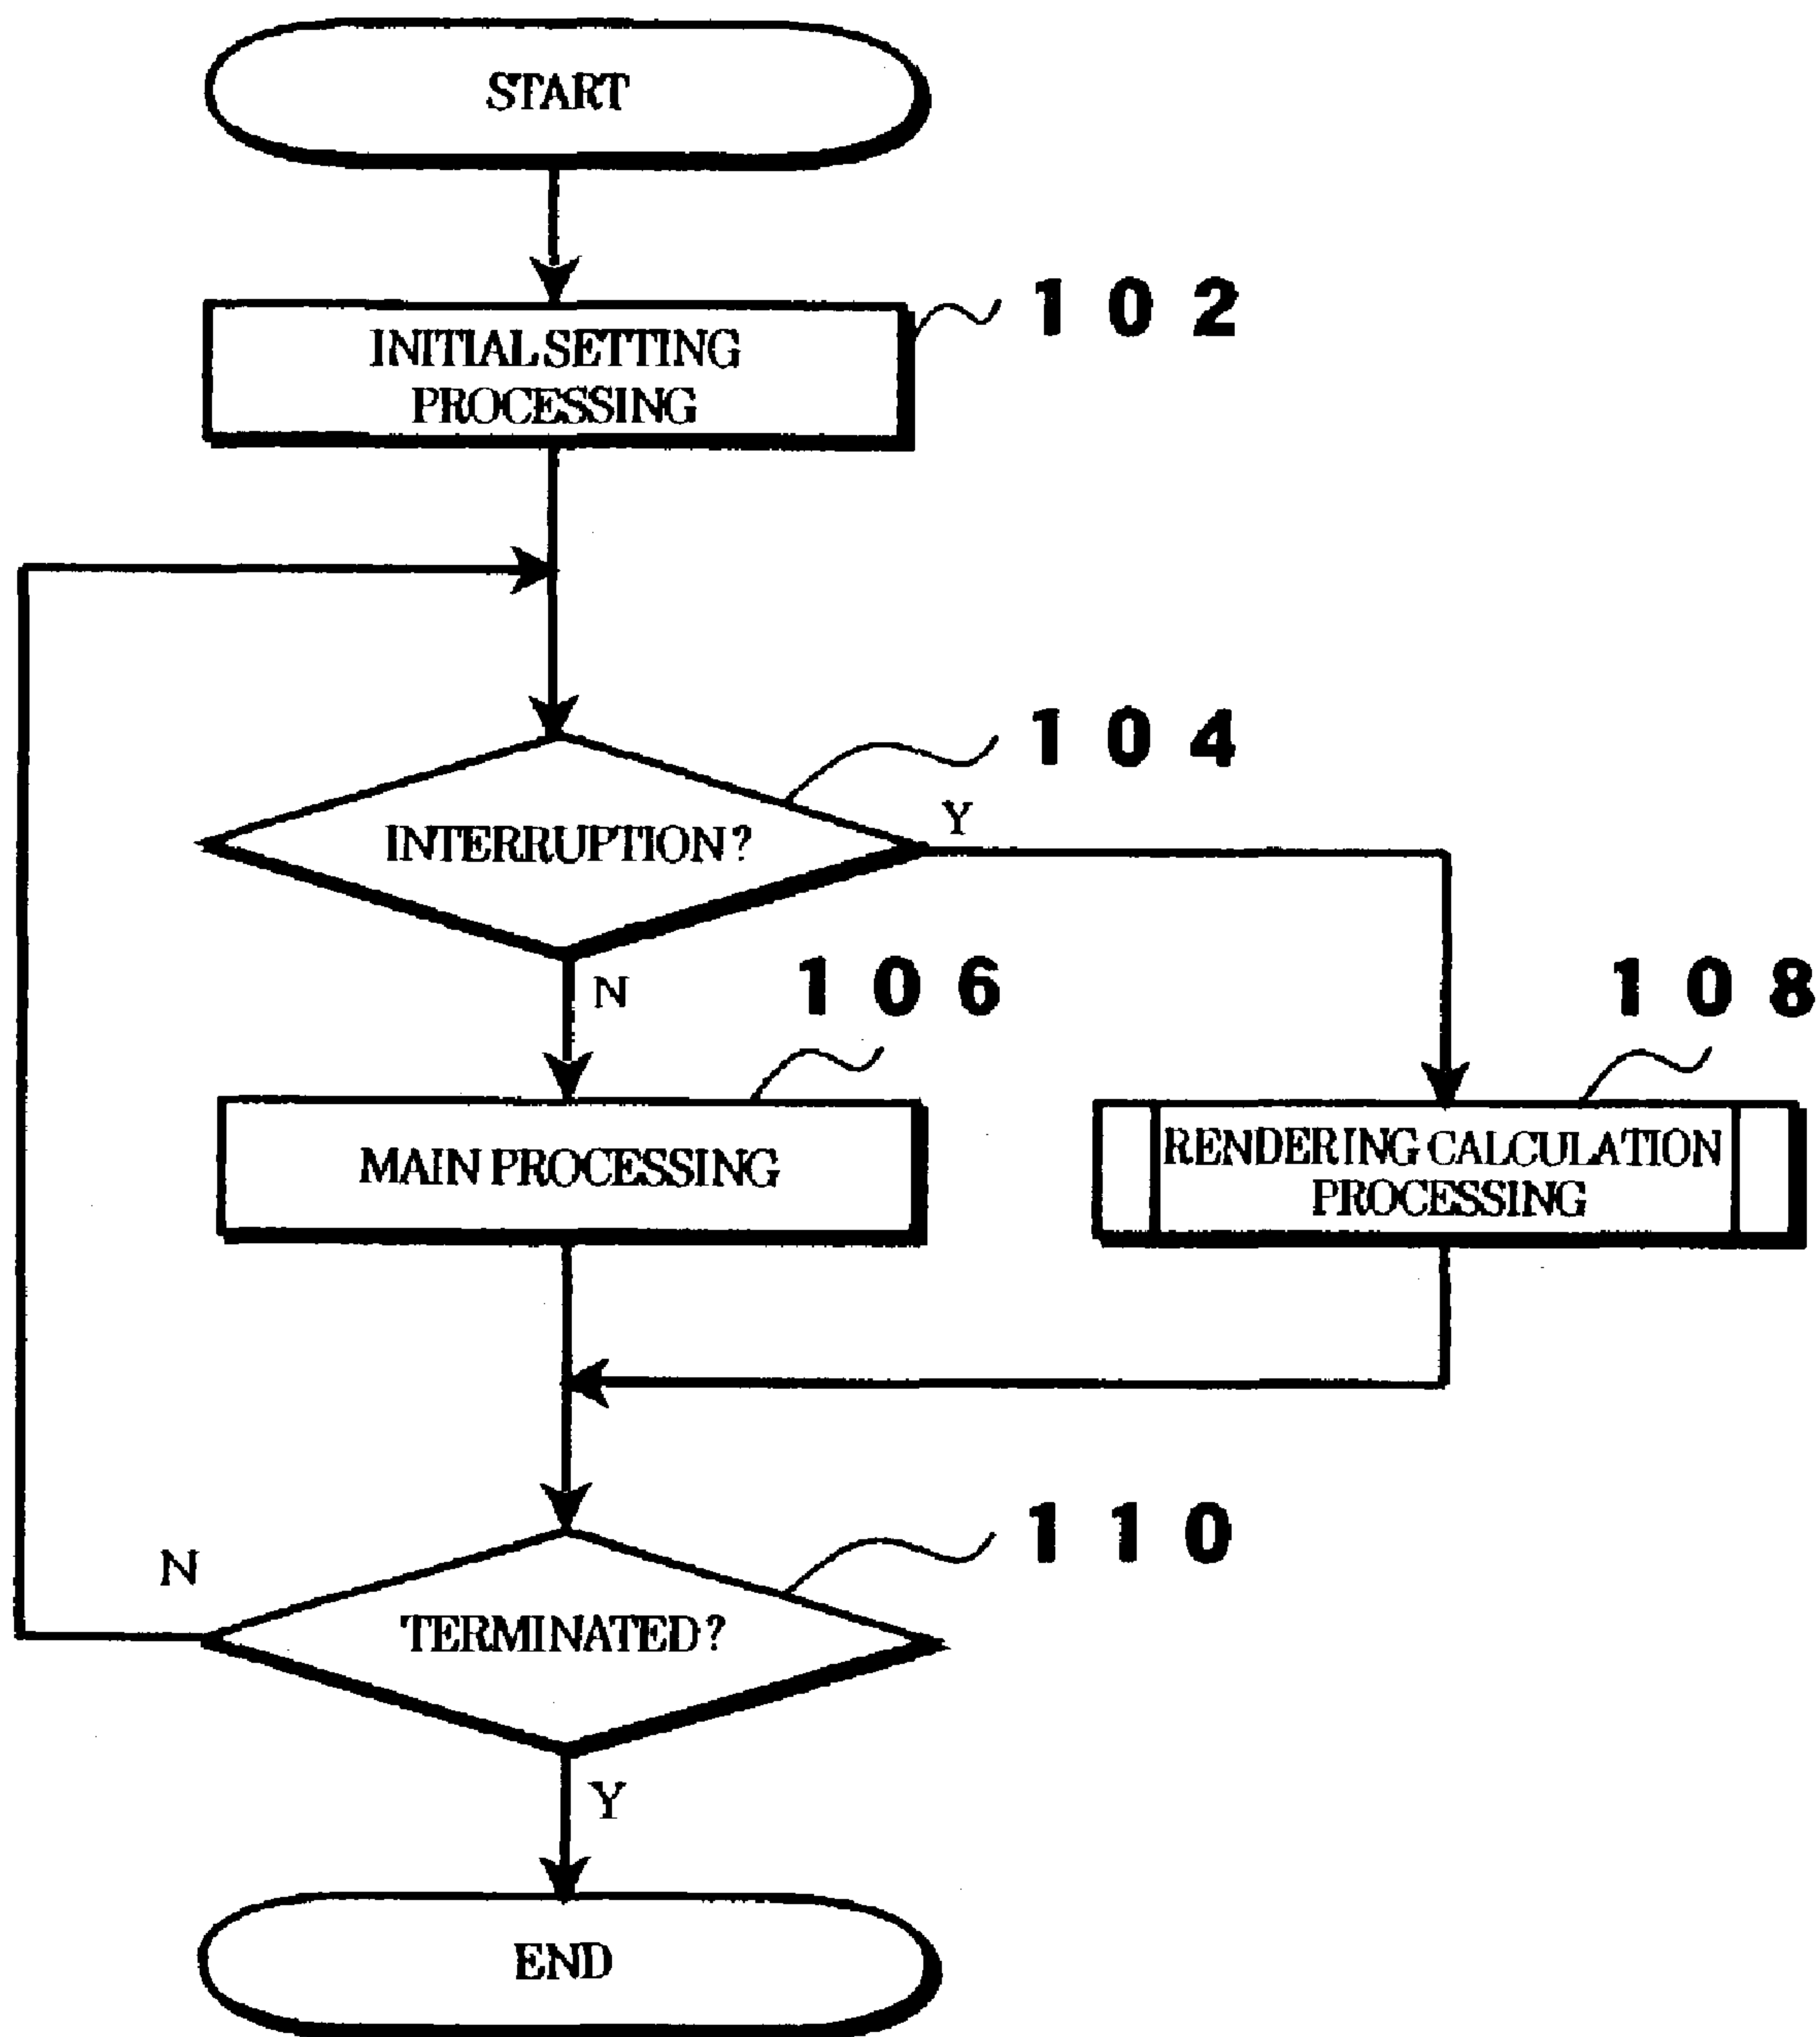 START
102
INITIAL SETTING
PROCESSING
104
INTERRUPTION?
Y
N
106
108
MAIN PROCESSING
RENDERING CALCULATION
PROCESSING
110
N
TERMINATED?
Y
END